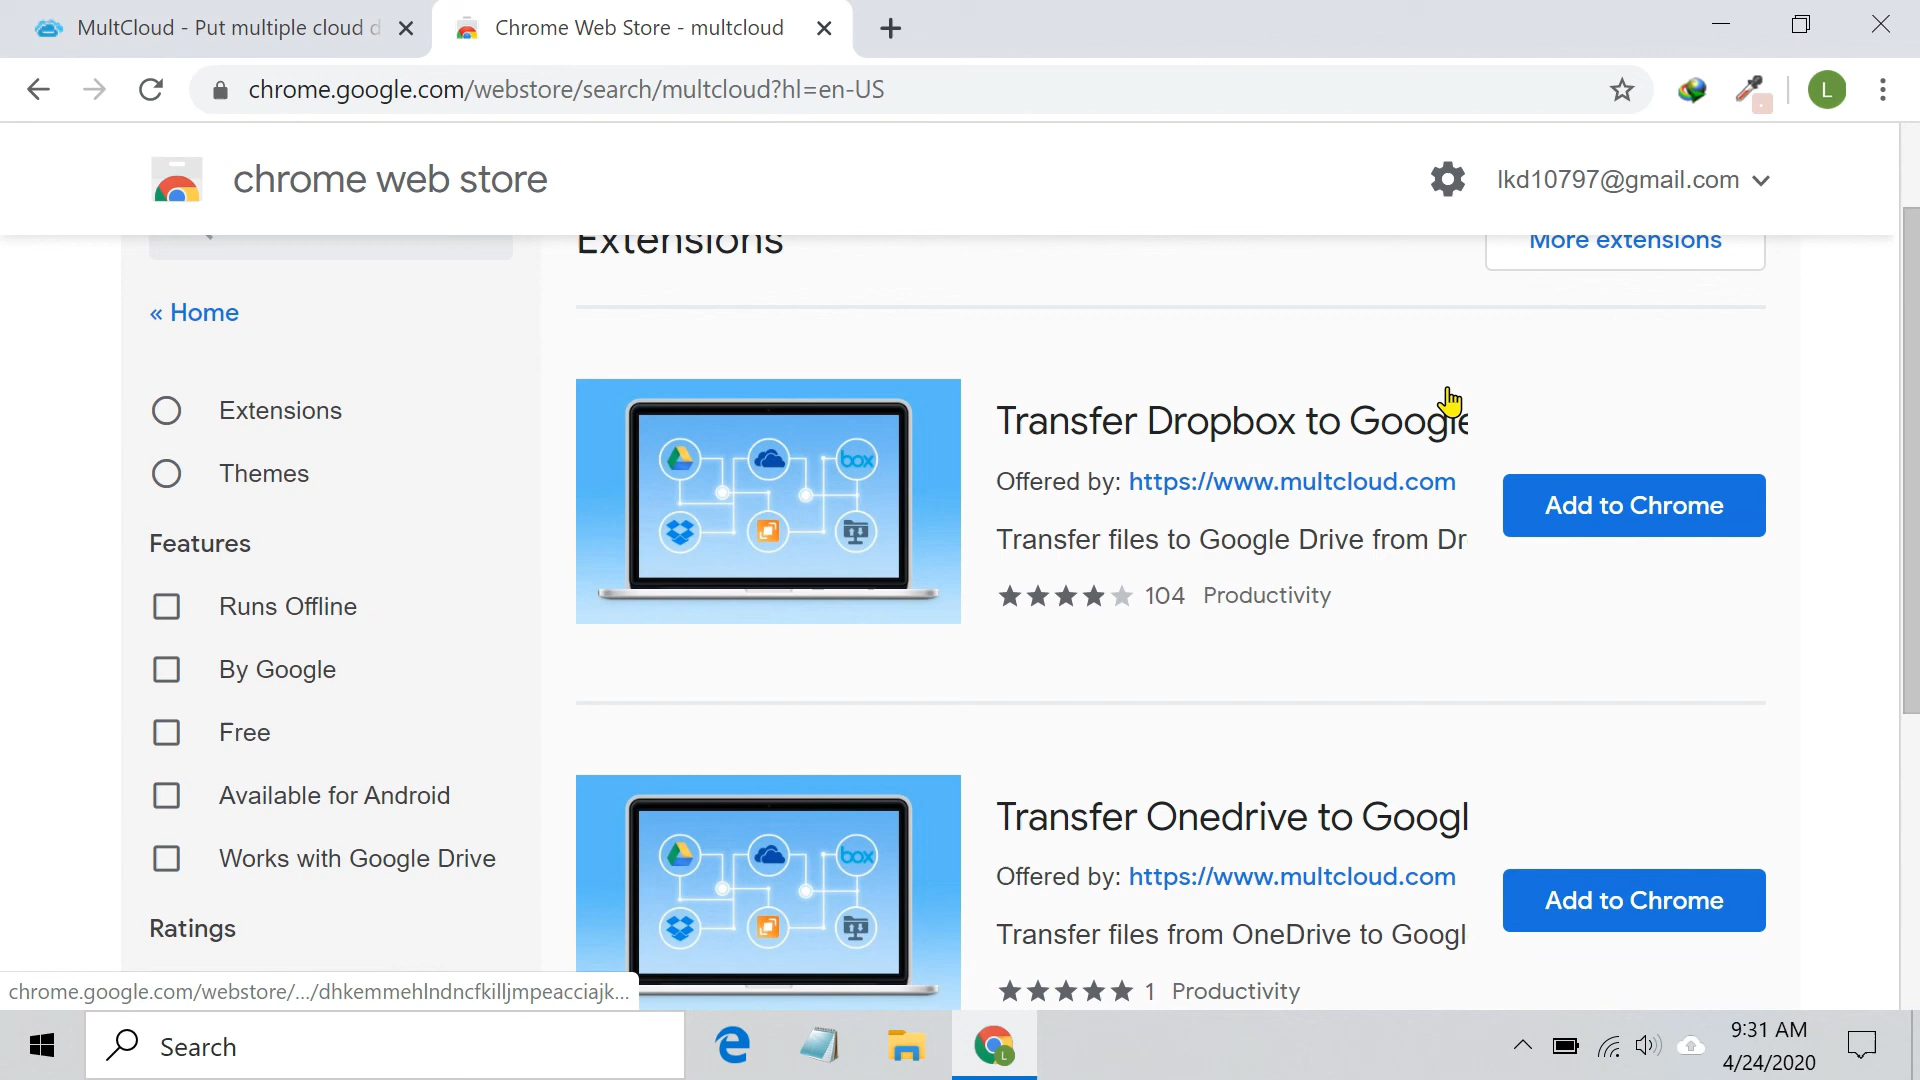 MultCloud - Put multiple cloud d
Chrome Web Store - multcloud
chrome.google.com/webstore/search/multcloud?hl=en-US
L
chrome web store
lkd10797@gmail.com
Extensions
More extensions
« Home
Extensions
Themes
Features
Runs Offline
By Google
Free
Available for Android
Works with Google Drive
Ratings
box
Transfer Dropbox to Google
Offered by: https://www.multcloud.com
Transfer files to Google Drive from Dr
104 Productivity
Add to Chrome
box
Transfer Onedrive to Googl
Offered by: https://www.multcloud.com
Transfer files from OneDrive to Googl
1 Productivity
Add to Chrome
chrome.google.com/webstore/.../dhkemmehlndncfkilljmpeacciajk...
Search
L
9:31 AM
4/24/2020